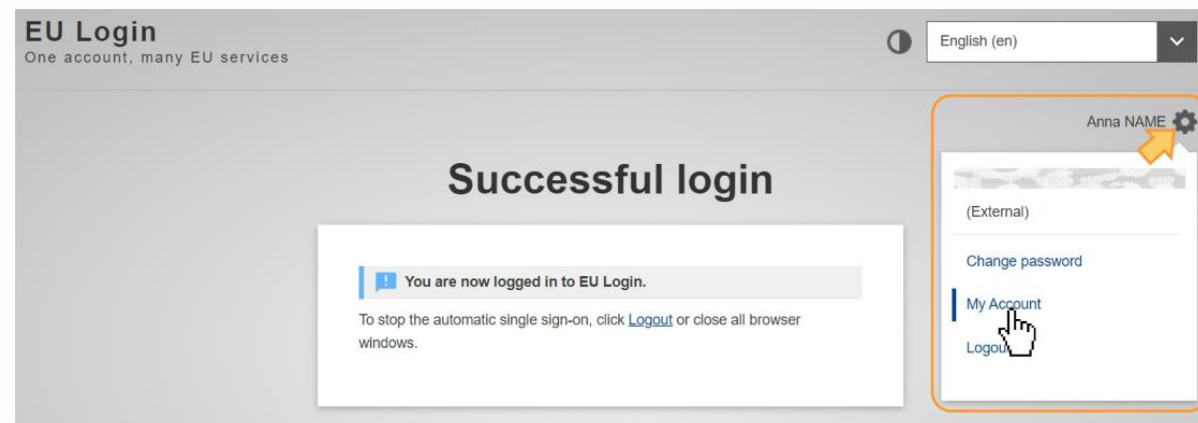 EU Login
One account, many EU services
English (en)
Anna NAME
Successful login
(External)
You are now logged in to EU Login.
Change password
To stop the automatic single sign-on, click Logout or close all browser
windows.
My Account
Logout